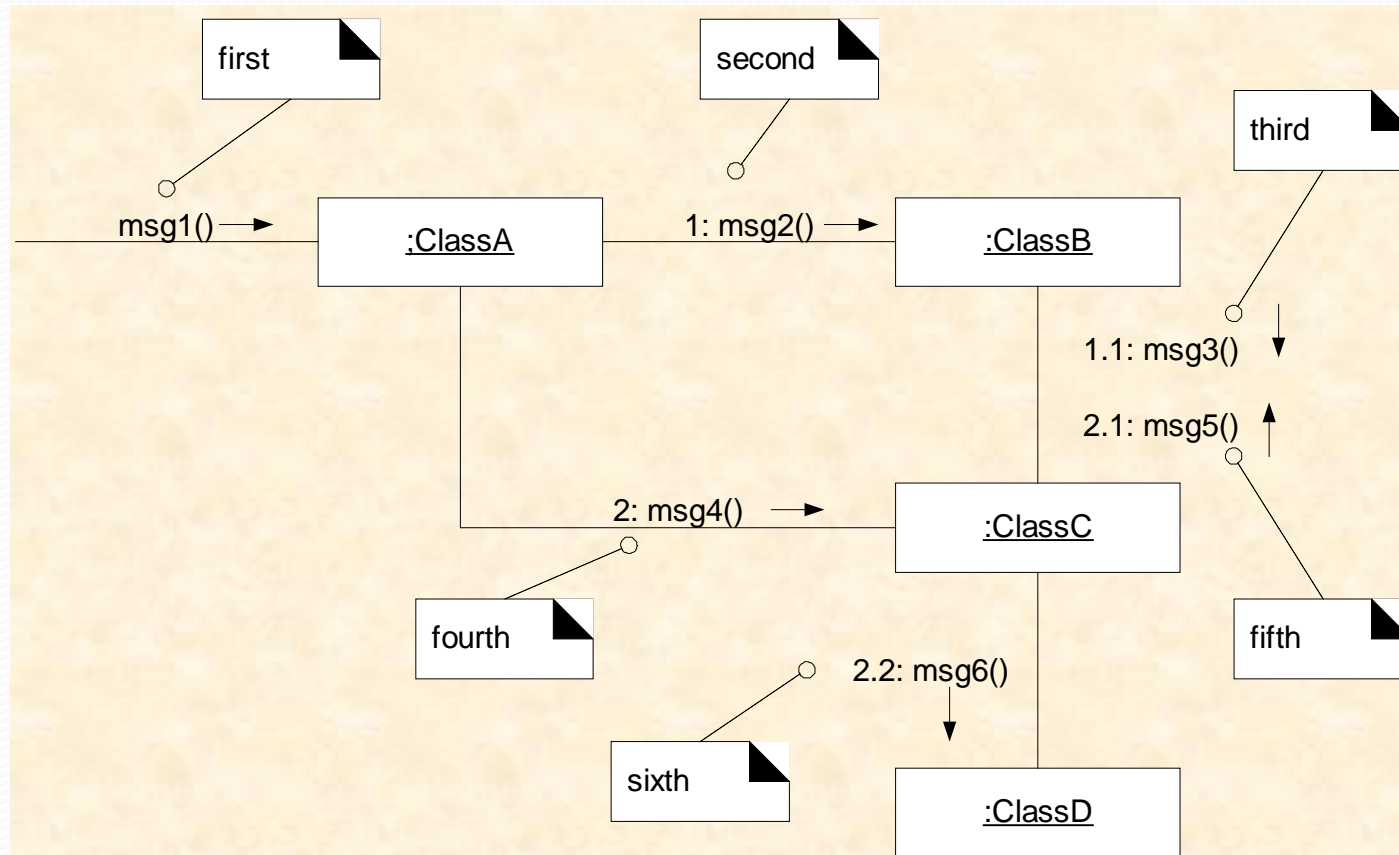 first
second
third
msg1()
;ClassA
1: msg2()
:ClassB
1.1: msg3()
2.1: msg5()
2: msg4()
:ClassC
fourth
fifth
2.2: msg6()
sixth
:ClassD